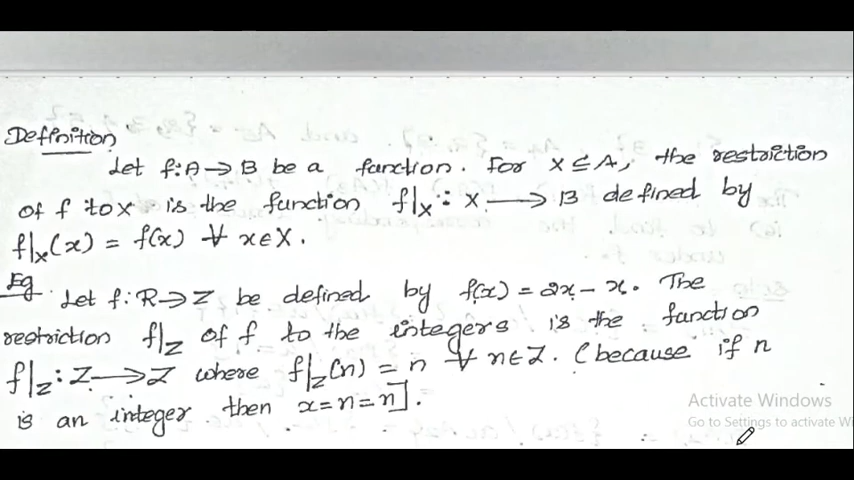 Definition
Let f:A→B be a function. For X ⊆ A, the restriction
of f to X is the function f|ₓ : X → B defined by
f|ₓ(x) = f(x) ∀ x∈X.
Eg
Let f:R→Z be defined by f(x) = 2x - x. The
restriction f|z of f to the integers is the function
f|z : Z → Z where f|z(n) = n ∀ n∈Z. (because if n
is an integer then x=n=n].
Activate Windows
Go to Settings to activate W